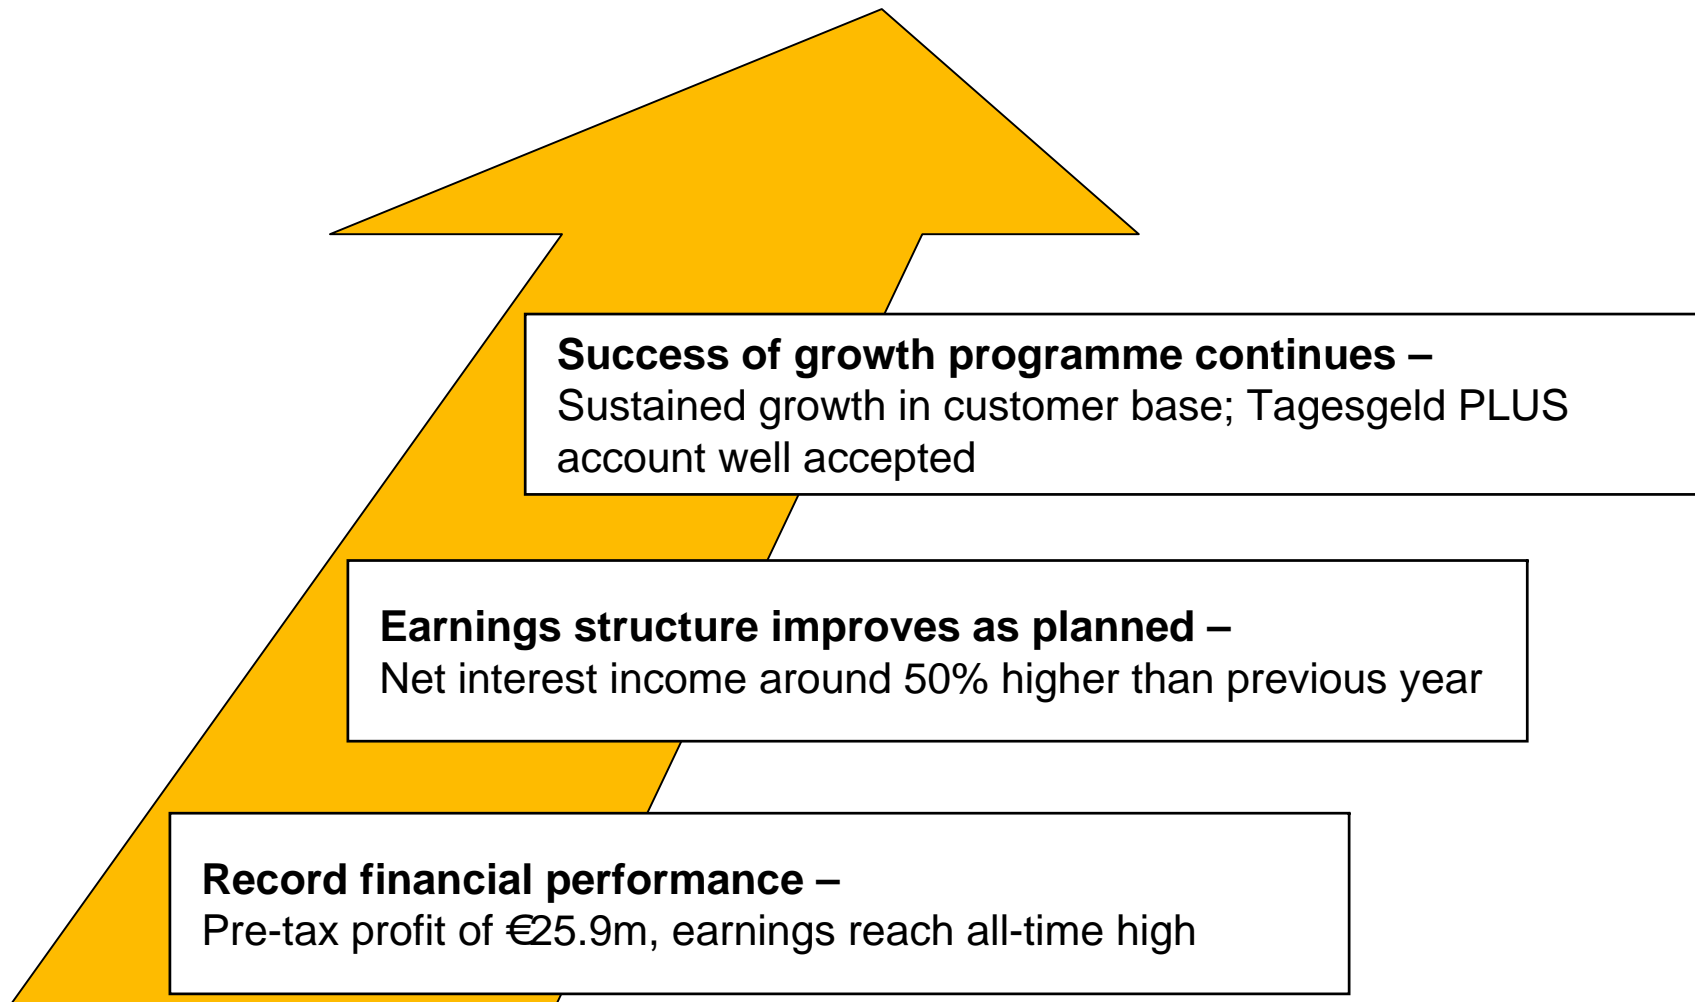 Success of growth programme continues –
Sustained growth in customer base; Tagesgeld PLUS
account well accepted
Earnings structure improves as planned –
Net interest income around 50% higher than previous year
Record financial performance –
Pre-tax profit of €25.9m, earnings reach all-time high